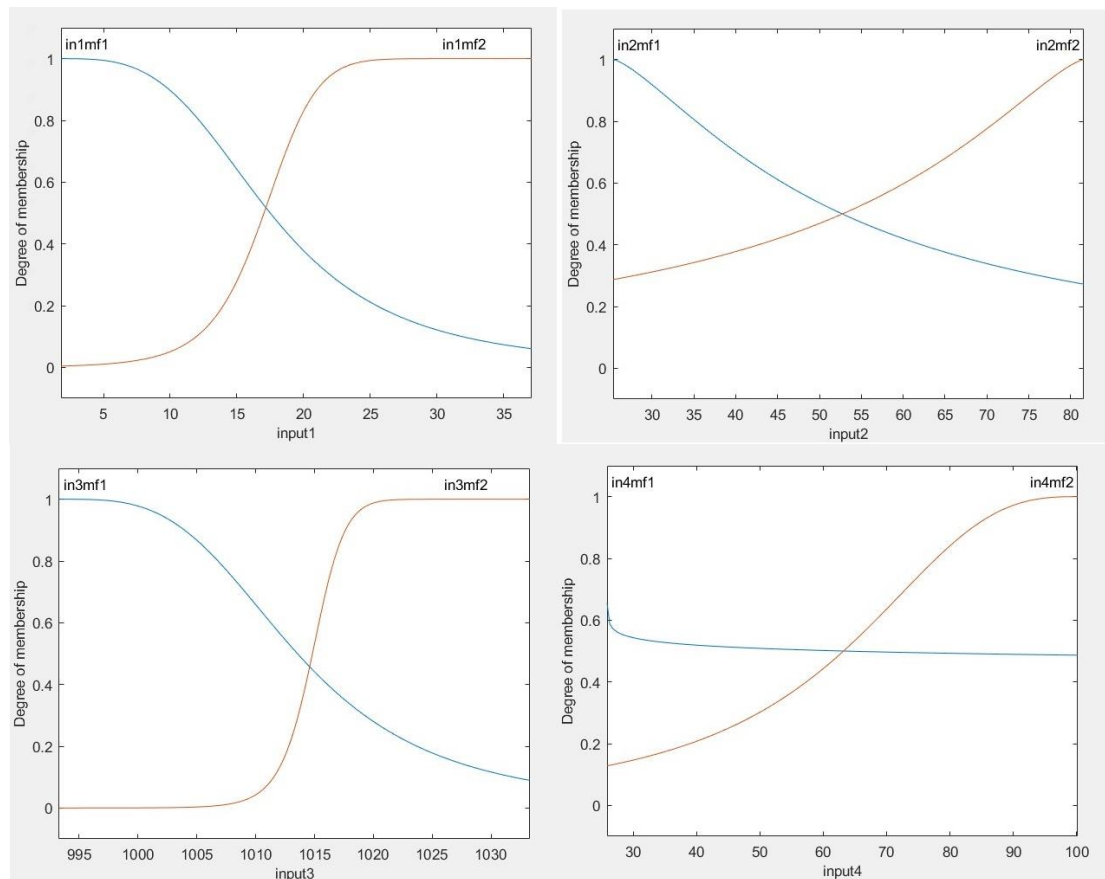 in1mf1 in1mf2
1
0.8
0.6
0.4
0.2
0
Degree of membership
5 10 15 20 25 30 35
input1
in2mf1 in2mf2
1
0.8
0.6
0.4
0.2
0
Degree of membership
30 35 40 45 50 55 60 65 70 75 80
input2
in3mf1 in3mf2
1
0.8
0.6
0.4
0.2
0
Degree of membership
995 1000 1005 1010 1015 1020 1025 1030
input3
in4mf1 in4mf2
1
0.8
0.6
0.4
0.2
0
Degree of membership
30 40 50 60 70 80 90 100
input4